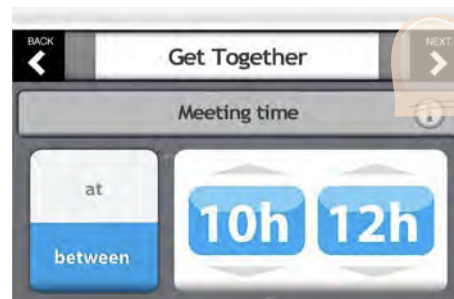 BACK
Get Together
NEXT
Meeting time
at
between
10h 12h